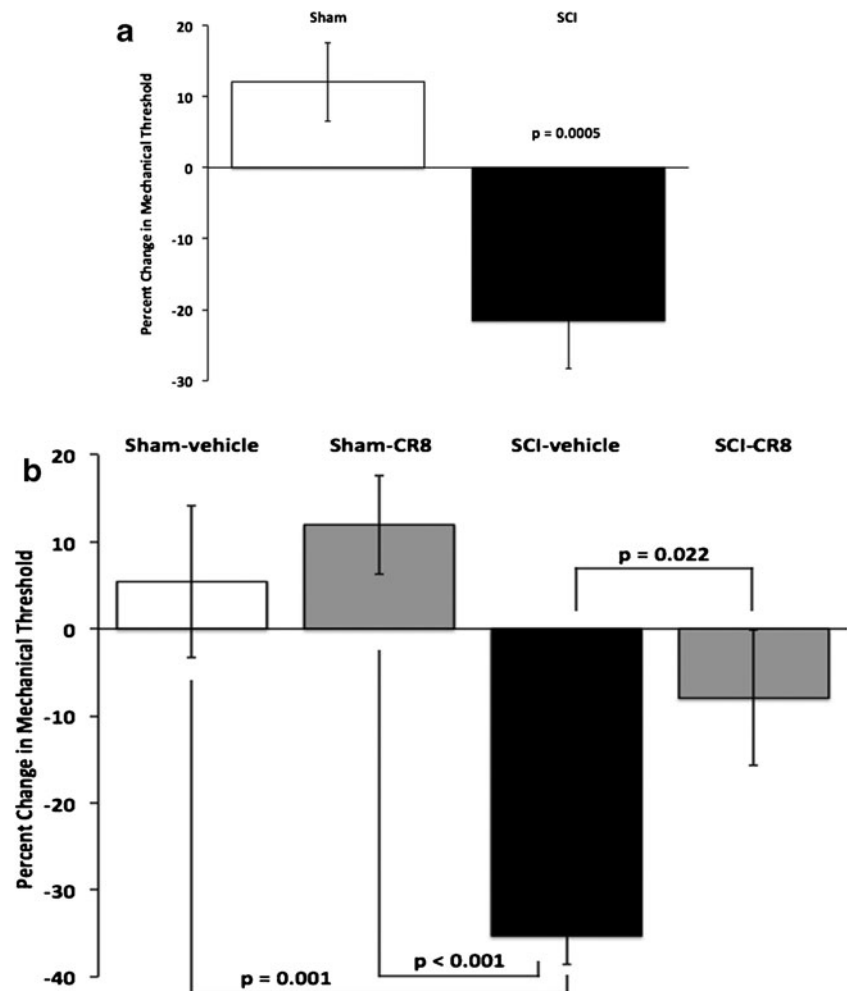 a
Sham SCI
Percent Change in Mechanical Threshold
20
10
0
-10
-20
-30
p = 0.0005
b
Sham-vehicle Sham-CR8 SCI-vehicle SCI-CR8
Percent Change in Mechanical Threshold
20
10
0
-10
-20
-30
-40
p = 0.022
p < 0.001
p = 0.001